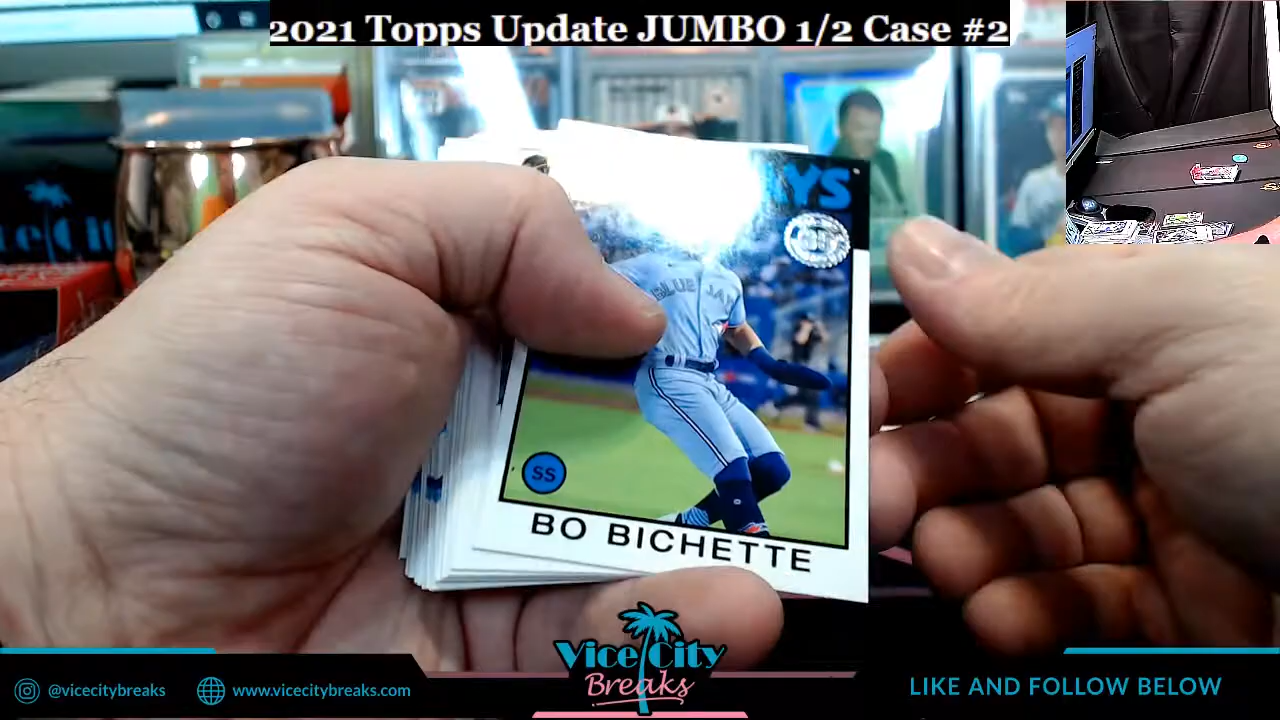 2021 Topps Update JUMBO 1/2 Case #2
YS
BLUE JAY
SS
BO BICHETTE
Vice City
Breaks
@vicecitybreaks
www.vicecitybreaks.com
LIKE AND FOLLOW BELOW